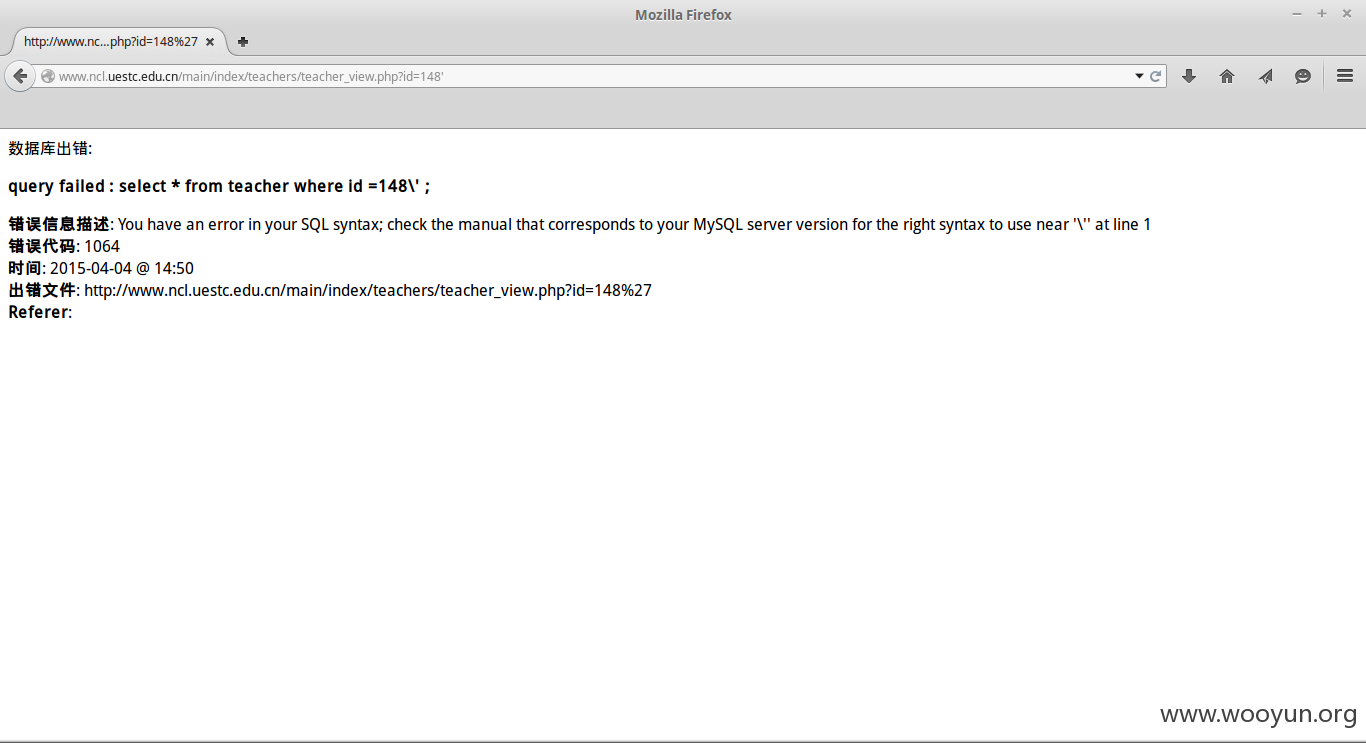 Mozilla Firefox
http://www.nc...php?id=148%27
www.ncl.uestc.edu.cn/main/index/teachers/teacher_view.php?id=148'
数据库出错:
query failed : select * from teacher where id =148\' ;
错误信息描述: You have an error in your SQL syntax; check the manual that corresponds to your MySQL server version for the right syntax to use near '\'' at line 1
错误代码: 1064
时间: 2015-04-04 @ 14:50
出错文件: http://www.ncl.uestc.edu.cn/main/index/teachers/teacher_view.php?id=148%27
Referer:
www.wooyun.org